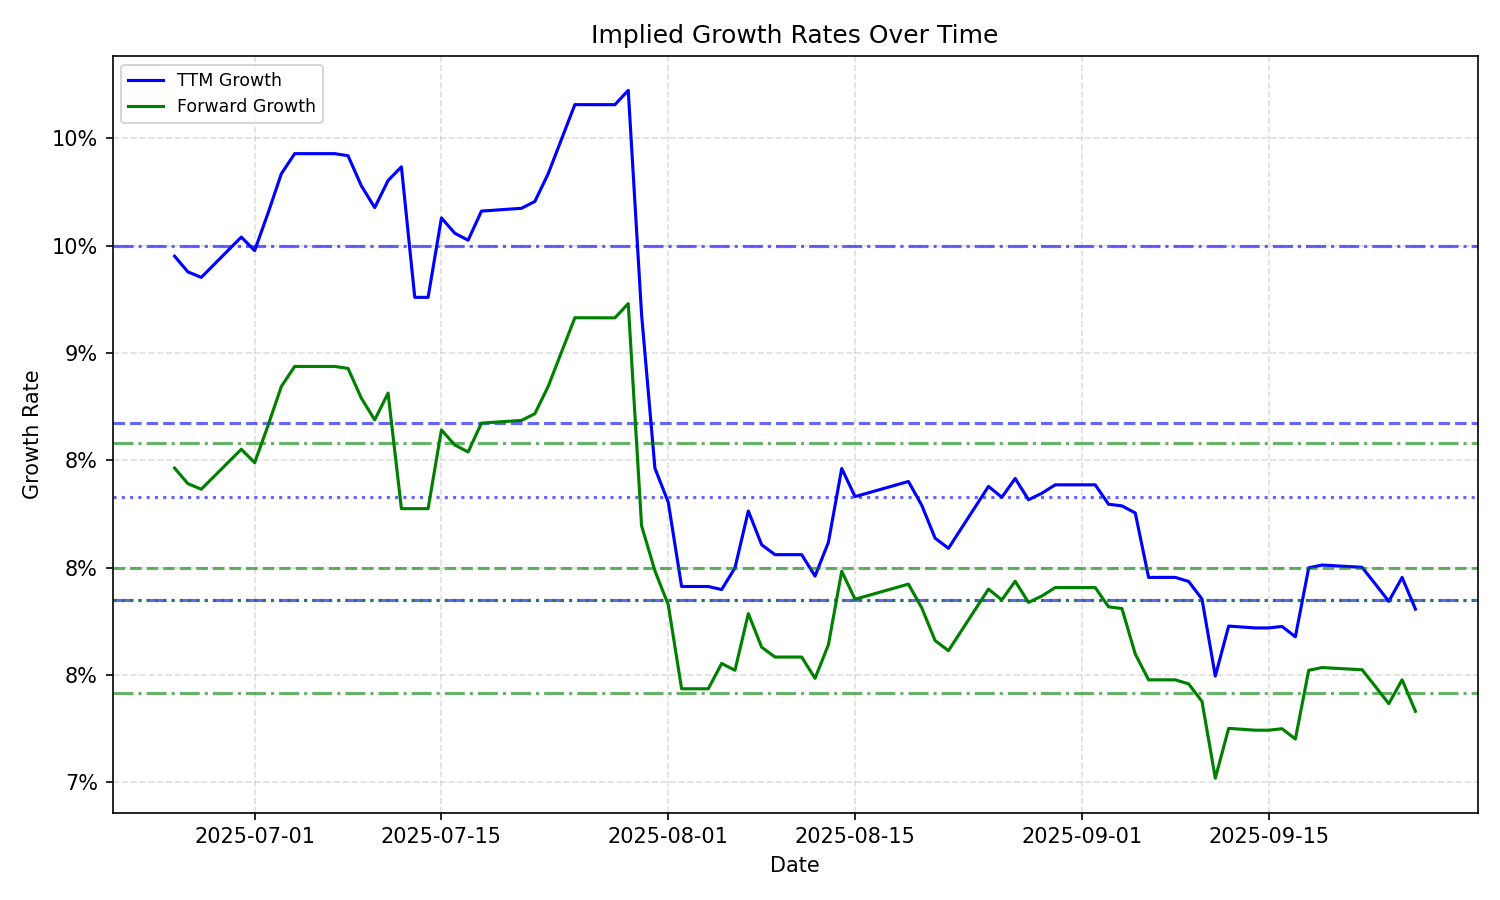 Implied Growth Rates Over Time
TTM Growth
Forward Growth
Growth Rate
10%
10%
9%
8%
8%
8%
7%
2025-07-01
2025-07-15
2025-08-01
2025-08-15
2025-09-01
2025-09-15
Date